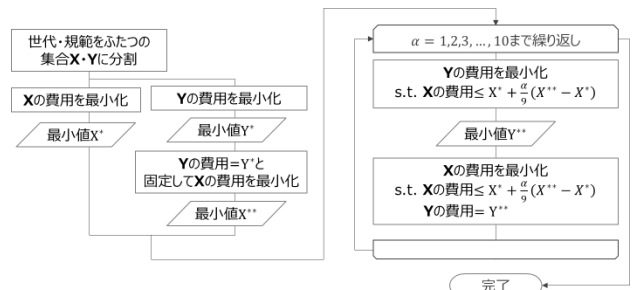 世代・規範をふたつの
集合X・Yに分割
Xの費用を最小化
最小値X*
Yの費用を最小化
最小値Y*
Yの費用=Y*と
固定してXの費用を最小化
最小値X**
α = 1,2,3, … , 10まで繰り返し
Yの費用を最小化
s.t. Xの費用≤ X* + α/9 (X** − X*)
最小値Y**
Xの費用を最小化
s.t. Xの費用≤ X* + α/9 (X** − X*)
Yの費用= Y**
完了